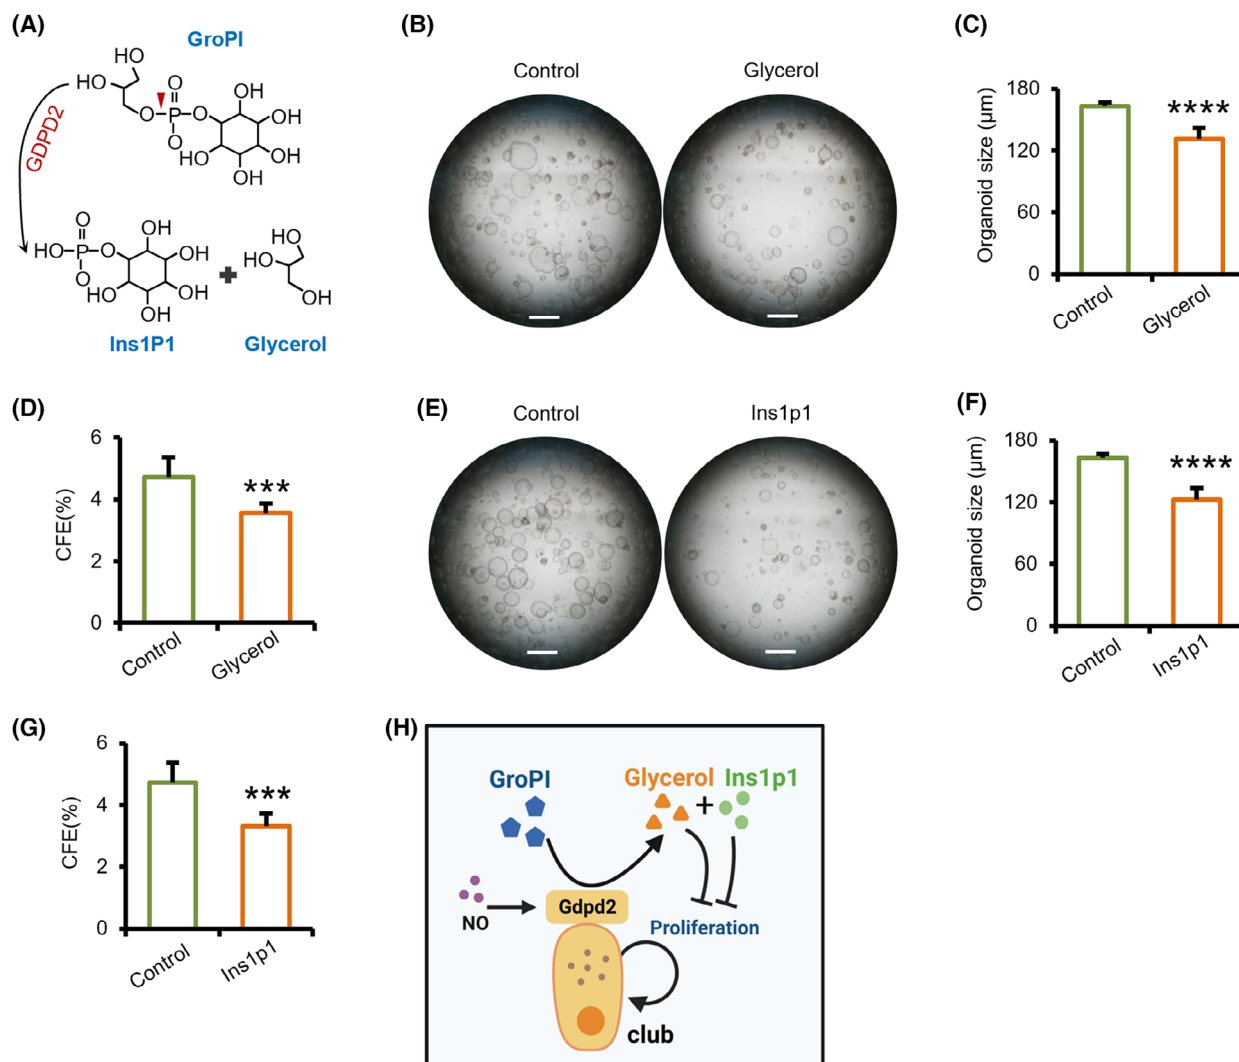 (A)
GroPI
HO
HO
OH
O
OH
O
P
O
OH
O
HO
OH
OH
GDPD2
O
OH
HO
P
O
OH
O
HO
OH
OH
HO
HO
OH
Ins1P1
Glycerol
(B)
Control
Glycerol
(C)
Organoid size (μm)
180
120
60
0
****
Control
Glycerol
(D)
CFE(%)
6
4
2
0
***
Control
Glycerol
(E)
Control
Ins1p1
(F)
Organoid size (μm)
180
120
60
0
****
Control
Ins1p1
(G)
CFE(%)
6
4
2
0
***
Control
Ins1p1
(H)
GroPI
Glycerol + Ins1p1
NO
Gdpd2
Proliferation
club